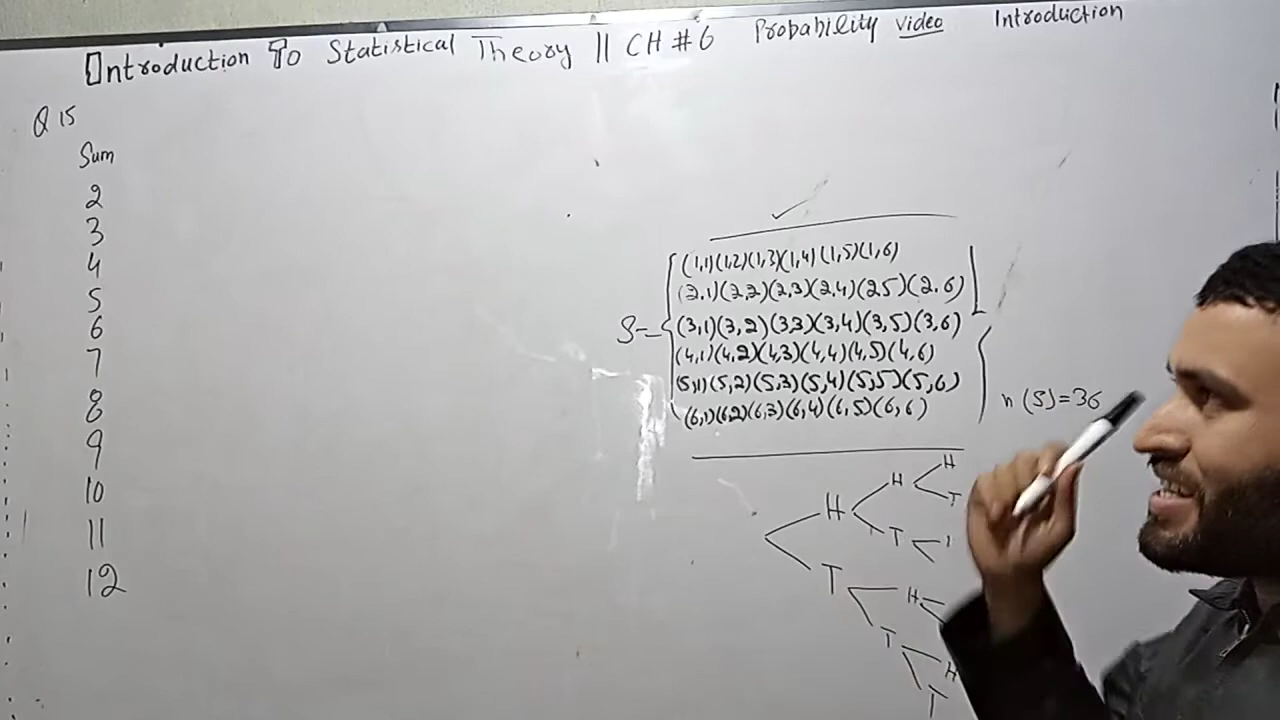 Introduction To Statistical Theory || CH # 6 Probability video Introduction
Q 15
Sum
2
3
4
5
6
7
8
9
10
11
12
(1,1)(1,2)(1,3)(1,4)(1,5)(1,6)
(2,1)(2,2)(2,3)(2,4)(25)(2.6)
S= (3,1)(3,2)(3,3)(3,4)(3,5)(3,6)
(4,1)(4,2)(4,3)(4,4)(4,5)(4,6)
(5,1)(5,2)(5,3)(5,4)(5,5)(5,6)
(6,1)(6,2)(6,3)(6,4)(6,5)(6,6)
n (S)=36
H
H
T
H
T
T
H
T
H
T